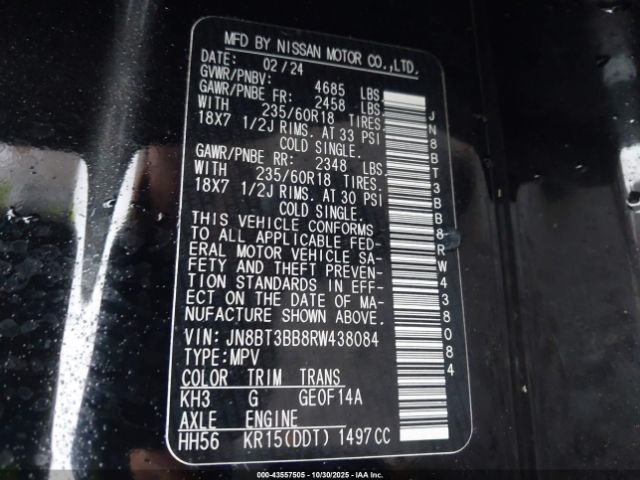 MFD BY NISSAN MOTOR CO.,LTD.
DATE: 02/24
GVWR/PNBV: 4685 LBS
GAWR/PNBE FR: 2458 LBS
WITH 235/60R18 TIRES.
18X7 1/2J RIMS. AT 33 PSI
COLD SINGLE.
GAWR/PNBE RR: 2348 LBS
WITH 235/60R18 TIRES.
18X7 1/2J RIMS. AT 30 PSI
COLD SINGLE.
THIS VEHICLE CONFORMS
TO ALL APPLICABLE FED-
ERAL MOTOR VEHICLE SA-
FETY AND THEFT PREVEN-
TION STANDARDS IN EFF-
ECT ON THE DATE OF MA-
NUFACTURE SHOWN ABOVE.
VIN: JN8BT3BB8RW438084
TYPE: MPV
COLOR TRIM TRANS
KH3 G GE0F14A
AXLE ENGINE
HH56 KR15(DDT) 1497CC
JN8BT3BB8RW438084
000-43557505 - 10/30/2025 - IAAI.COM